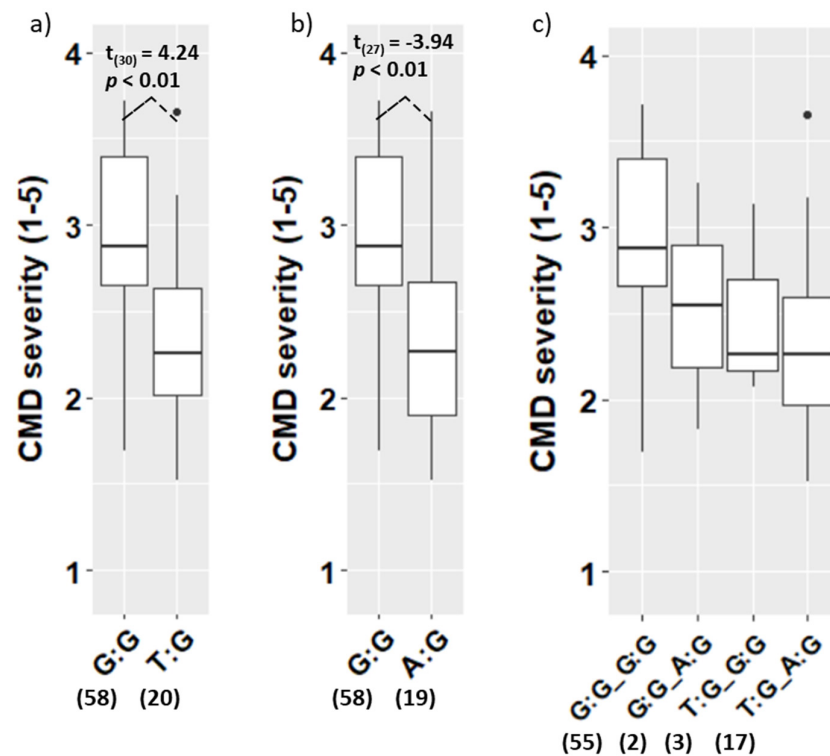 a)
t(30) = 4.24
p < 0.01
CMD severity (1-5)
4
3
2
1
G:G
T:G
(58) (20)
b)
t(27) = -3.94
p < 0.01
CMD severity (1-5)
4
3
2
1
G:G
A:G
(58) (19)
c)
CMD severity (1-5)
4
3
2
1
G:G_G:G
G:G_A:G
T:G_G:G
T:G_A:G
(55) (2) (3) (17)